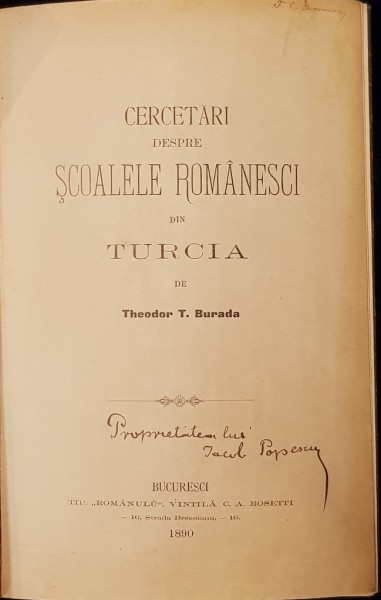 CERCETĂRI
DESPRE
ŞCOALELE ROMÂNESCI
DIN
TURCIA
DE
Theodor T. Burada
Proprietatea lui
Iacob Popescu
BUCURESCI
TIP. „ROMÂNULŬ”, VINTILĂ C. A. ROSETTI
— 16, Strada Brezoianu, — 16.
1890